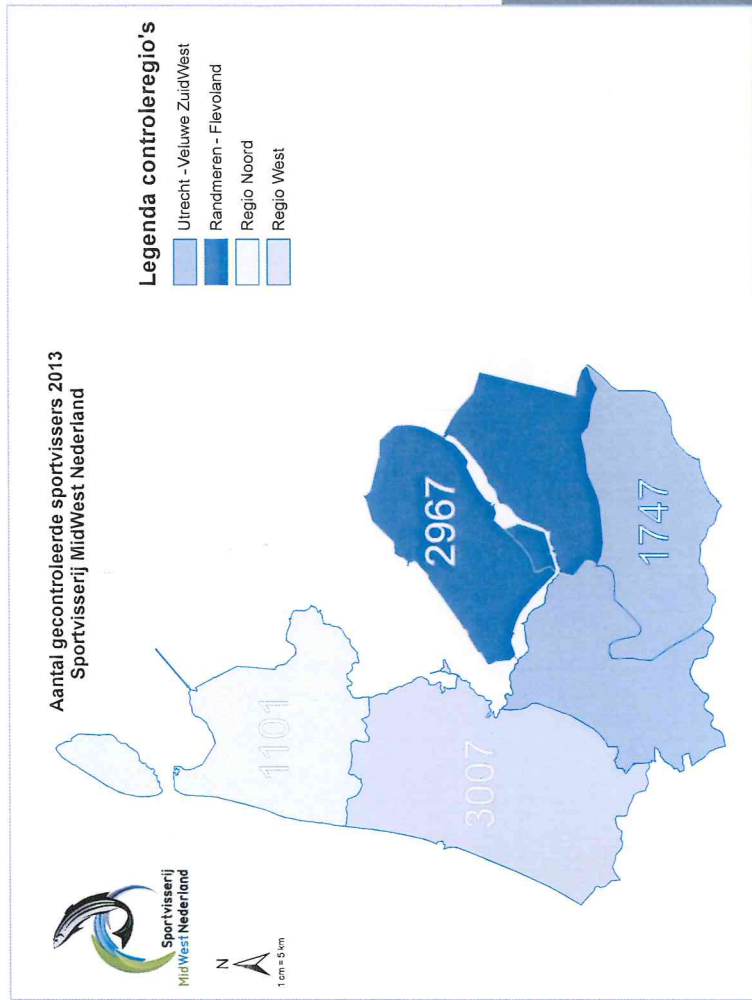 Aantal gecontroleerde sportvissers 2013
Sportvisserij MidWest Nederland
Sportvisserij
MidWest Nederland
N
1 cm = 5 km
Legenda controleregio's
Utrecht - Veluwe ZuidWest
Randmeren - Flevoland
Regio Noord
Regio West
1101
3007
2967
1747